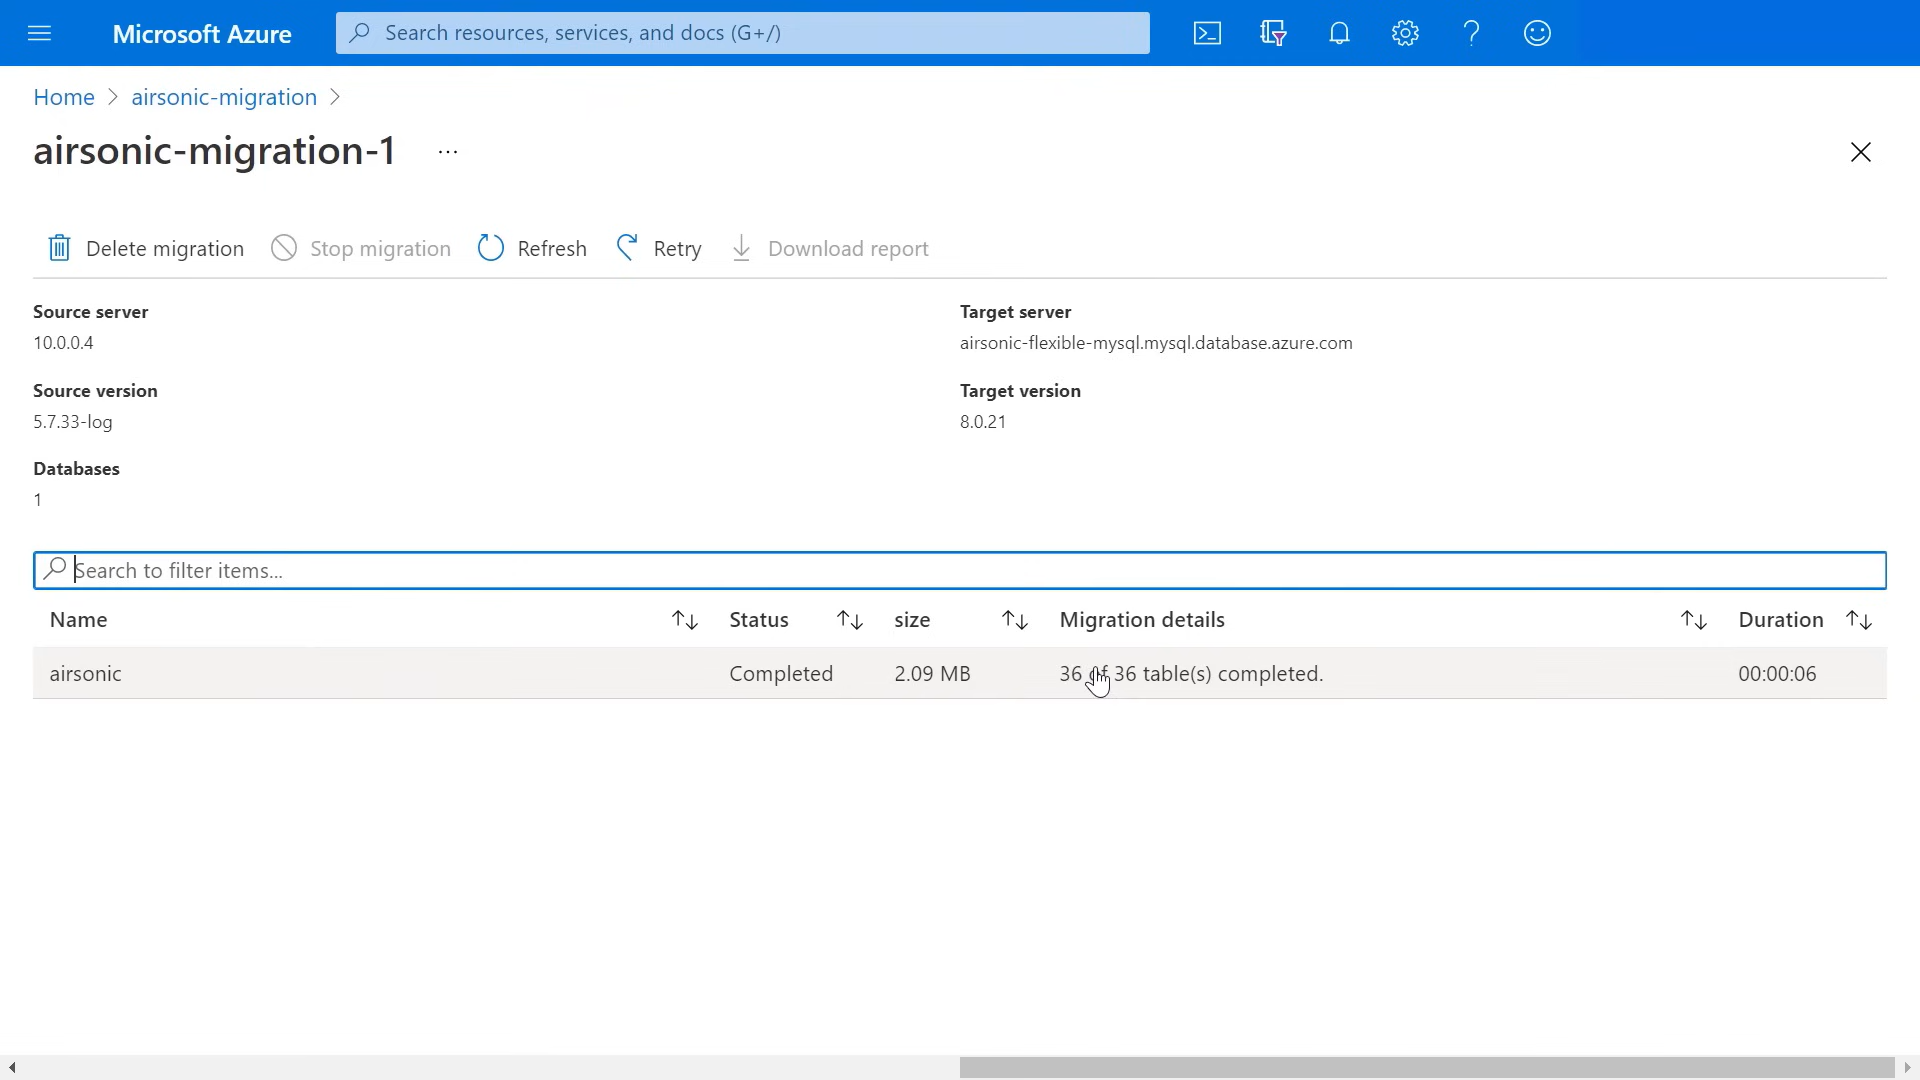 Microsoft Azure
Search resources, services, and docs (G+/)
Home > airsonic-migration >
airsonic-migration-1 ...
Delete migration Stop migration Refresh Retry Download report
Source server Target server
10.0.0.4 airsonic-flexible-mysql.mysql.database.azure.com
Source version Target version
5.7.33-log 8.0.21
Databases
1
Search to filter items...
Name Status size Migration details Duration
airsonic Completed 2.09 MB 36 of 36 table(s) completed. 00:00:06